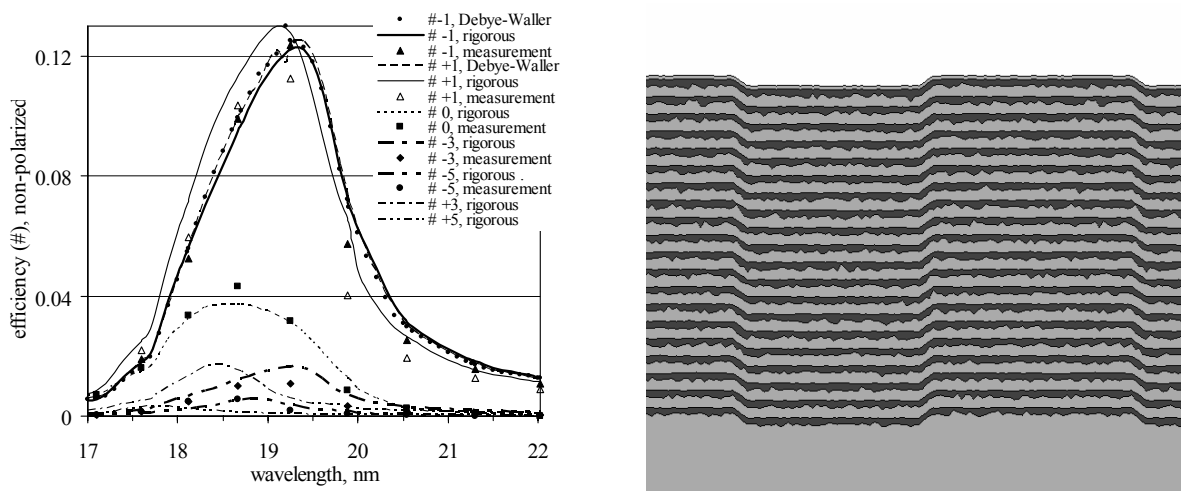 efficiency (#), non-polarized
0.12
0.08
0.04
0
17
18
19
20
21
22
wavelength, nm
#-1, Debye-Waller
# -1, rigorous
# -1, measurement
# +1, Debye-Waller
# +1, rigorous
# +1, measurement
# 0, rigorous
# 0, measurement
# -3, rigorous
# -3, measurement
# -5, rigorous .
# -5, measurement
# +3, rigorous
# +5, rigorous